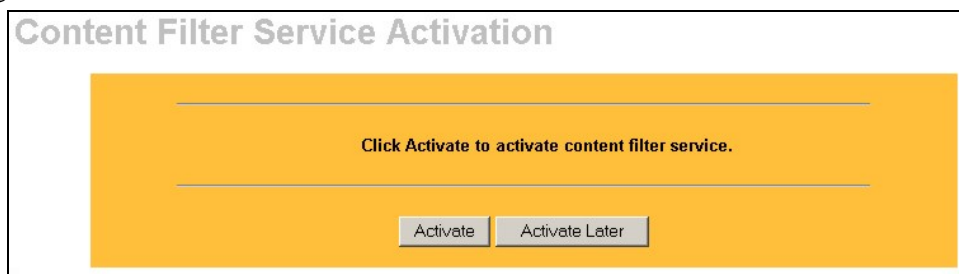 Content Filter Service Activation
Click Activate to activate content filter service.
Activate Activate Later